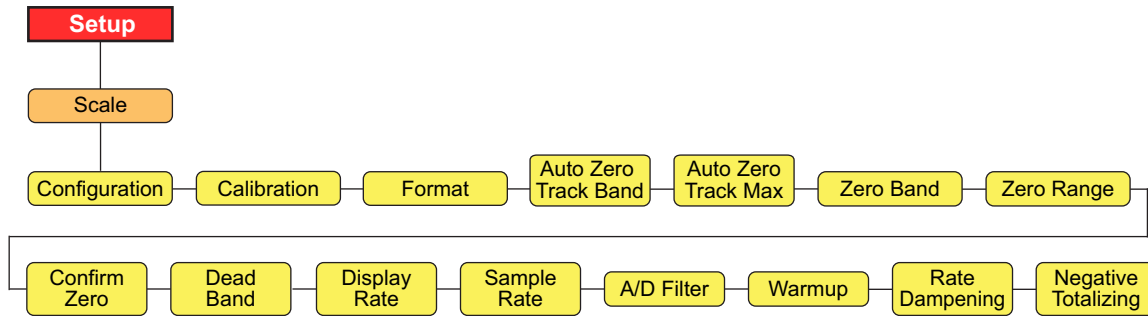 Setup
Scale
Configuration
Calibration
Format
Auto Zero
Track Band
Auto Zero
Track Max
Zero Band
Zero Range
Confirm
Zero
Dead
Band
Display
Rate
Sample
Rate
A/D Filter
Warmup
Rate
Dampening
Negative
Totalizing